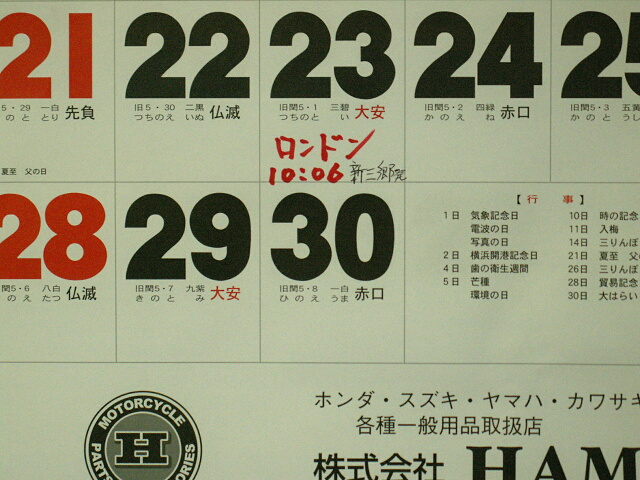 21 22 23 24 25
5・29 一白 旧5・30 二黒 旧閏5・1 三碧 旧閏5・2 四緑 旧閏5・3 五黄
のと とり 先負 つちのえ いぬ 仏滅 つちのと い 大安 かのえ ね 赤口 かのと うし
ロンドン
10:06 新三郷発
夏至 父の日
28 29 30
閏5・6 八白 旧閏5・7 九紫 旧閏5・8 一白
のえ たつ 仏滅 きのと み 大安 ひのえ うま 赤口
【行事】
1日 気象記念日 10日 時の記念
電波の日 11日 入梅
写真の日 14日 三りんぼ
2日 横浜開港記念日 21日 夏至 父の
4日 歯の衛生週間 26日 三りんぼ
5日 芒種 28日 貿易記念
環境の日 30日 大はらい
ホンダ・スズキ・ヤマハ・カワサキ
各種一般用品取扱店
株式会社 HAM
MOTORCYCLE
H
PARTS
ORIES